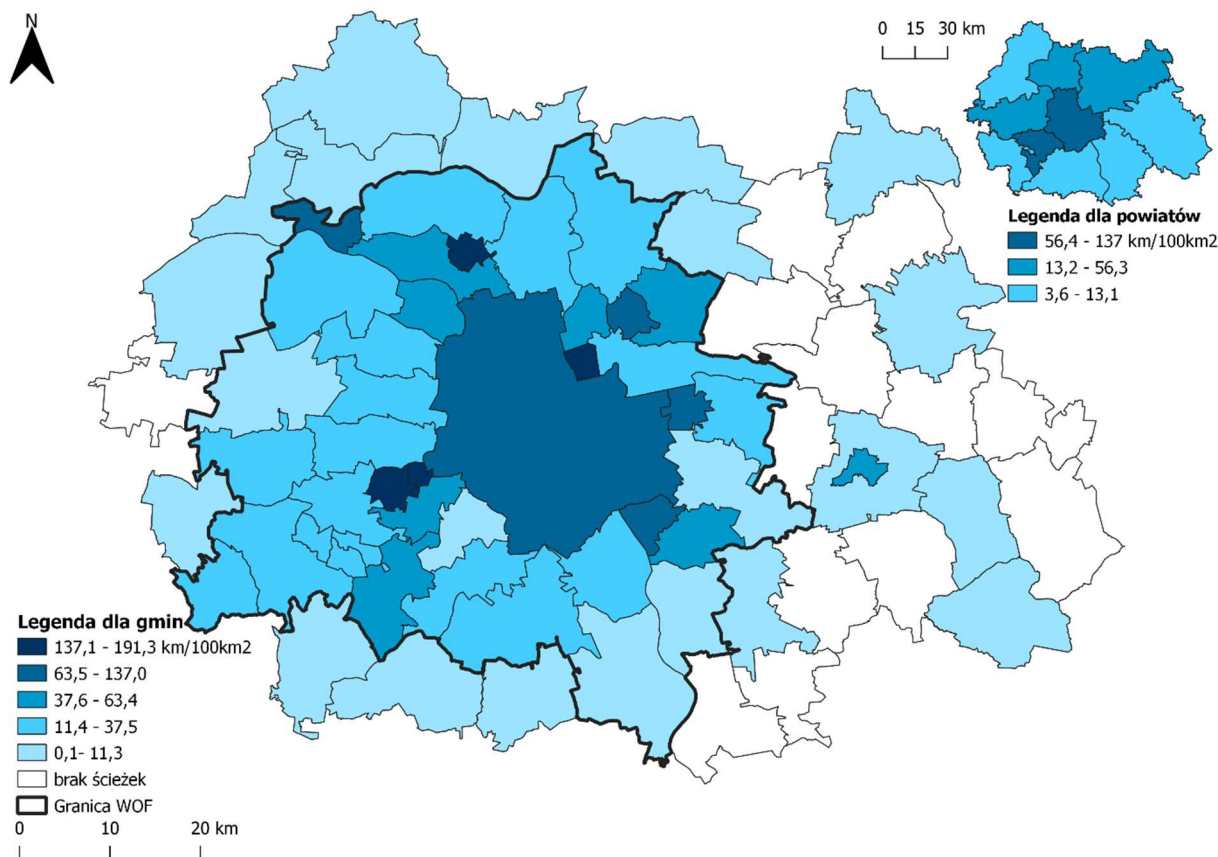 N
0 15 30 km
Legenda dla powiatów
56,4 - 137 km/100km2
13,2 - 56,3
3,6 - 13,1
Legenda dla gmin
137,1 - 191,3 km/100km2
63,5 - 137,0
37,6 - 63,4
11,4 - 37,5
0,1- 11,3
brak ścieżek
Granica WOF
0 10 20 km